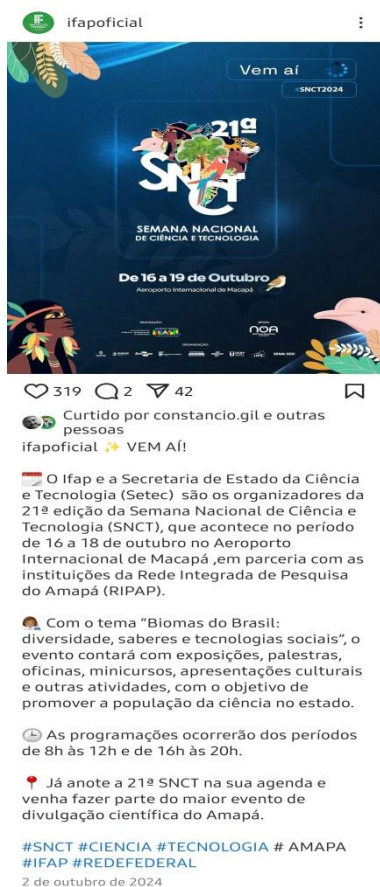 ifapoficial
Vem aí
#SNCT2024
21ª
SNCT
SEMANA NACIONAL
DE CIÊNCIA E TECNOLOGIA
De 16 a 19 de Outubro
Aeroporto Internacional de Macapá
noa
319 2 42
Curtido por constancio.gil e outras
pessoas
ifapoficial ✨ VEM AÍ!
🗓️ O Ifap e a Secretaria de Estado da Ciência
e Tecnologia (Setec) são os organizadores da
21ª edição da Semana Nacional de Ciência e
Tecnologia (SNCT), que acontece no período
de 16 a 18 de outubro no Aeroporto
Internacional de Macapá ,em parceria com as
instituições da Rede Integrada de Pesquisa
do Amapá (RIPAP).
👩🏽‍💼 Com o tema “Biomas do Brasil:
diversidade, saberes e tecnologias sociais”, o
evento contará com exposições, palestras,
oficinas, minicursos, apresentações culturais
e outras atividades, com o objetivo de
promover a população da ciência no estado.
🕒 As programações ocorrerão dos períodos
de 8h às 12h e de 16h às 20h.
📍 Já anote a 21ª SNCT na sua agenda e
venha fazer parte do maior evento de
divulgação científica do Amapá.
#SNCT #CIENCIA #TECNOLOGIA # AMAPA
#IFAP #REDEFEDERAL
2 de outubro de 2024